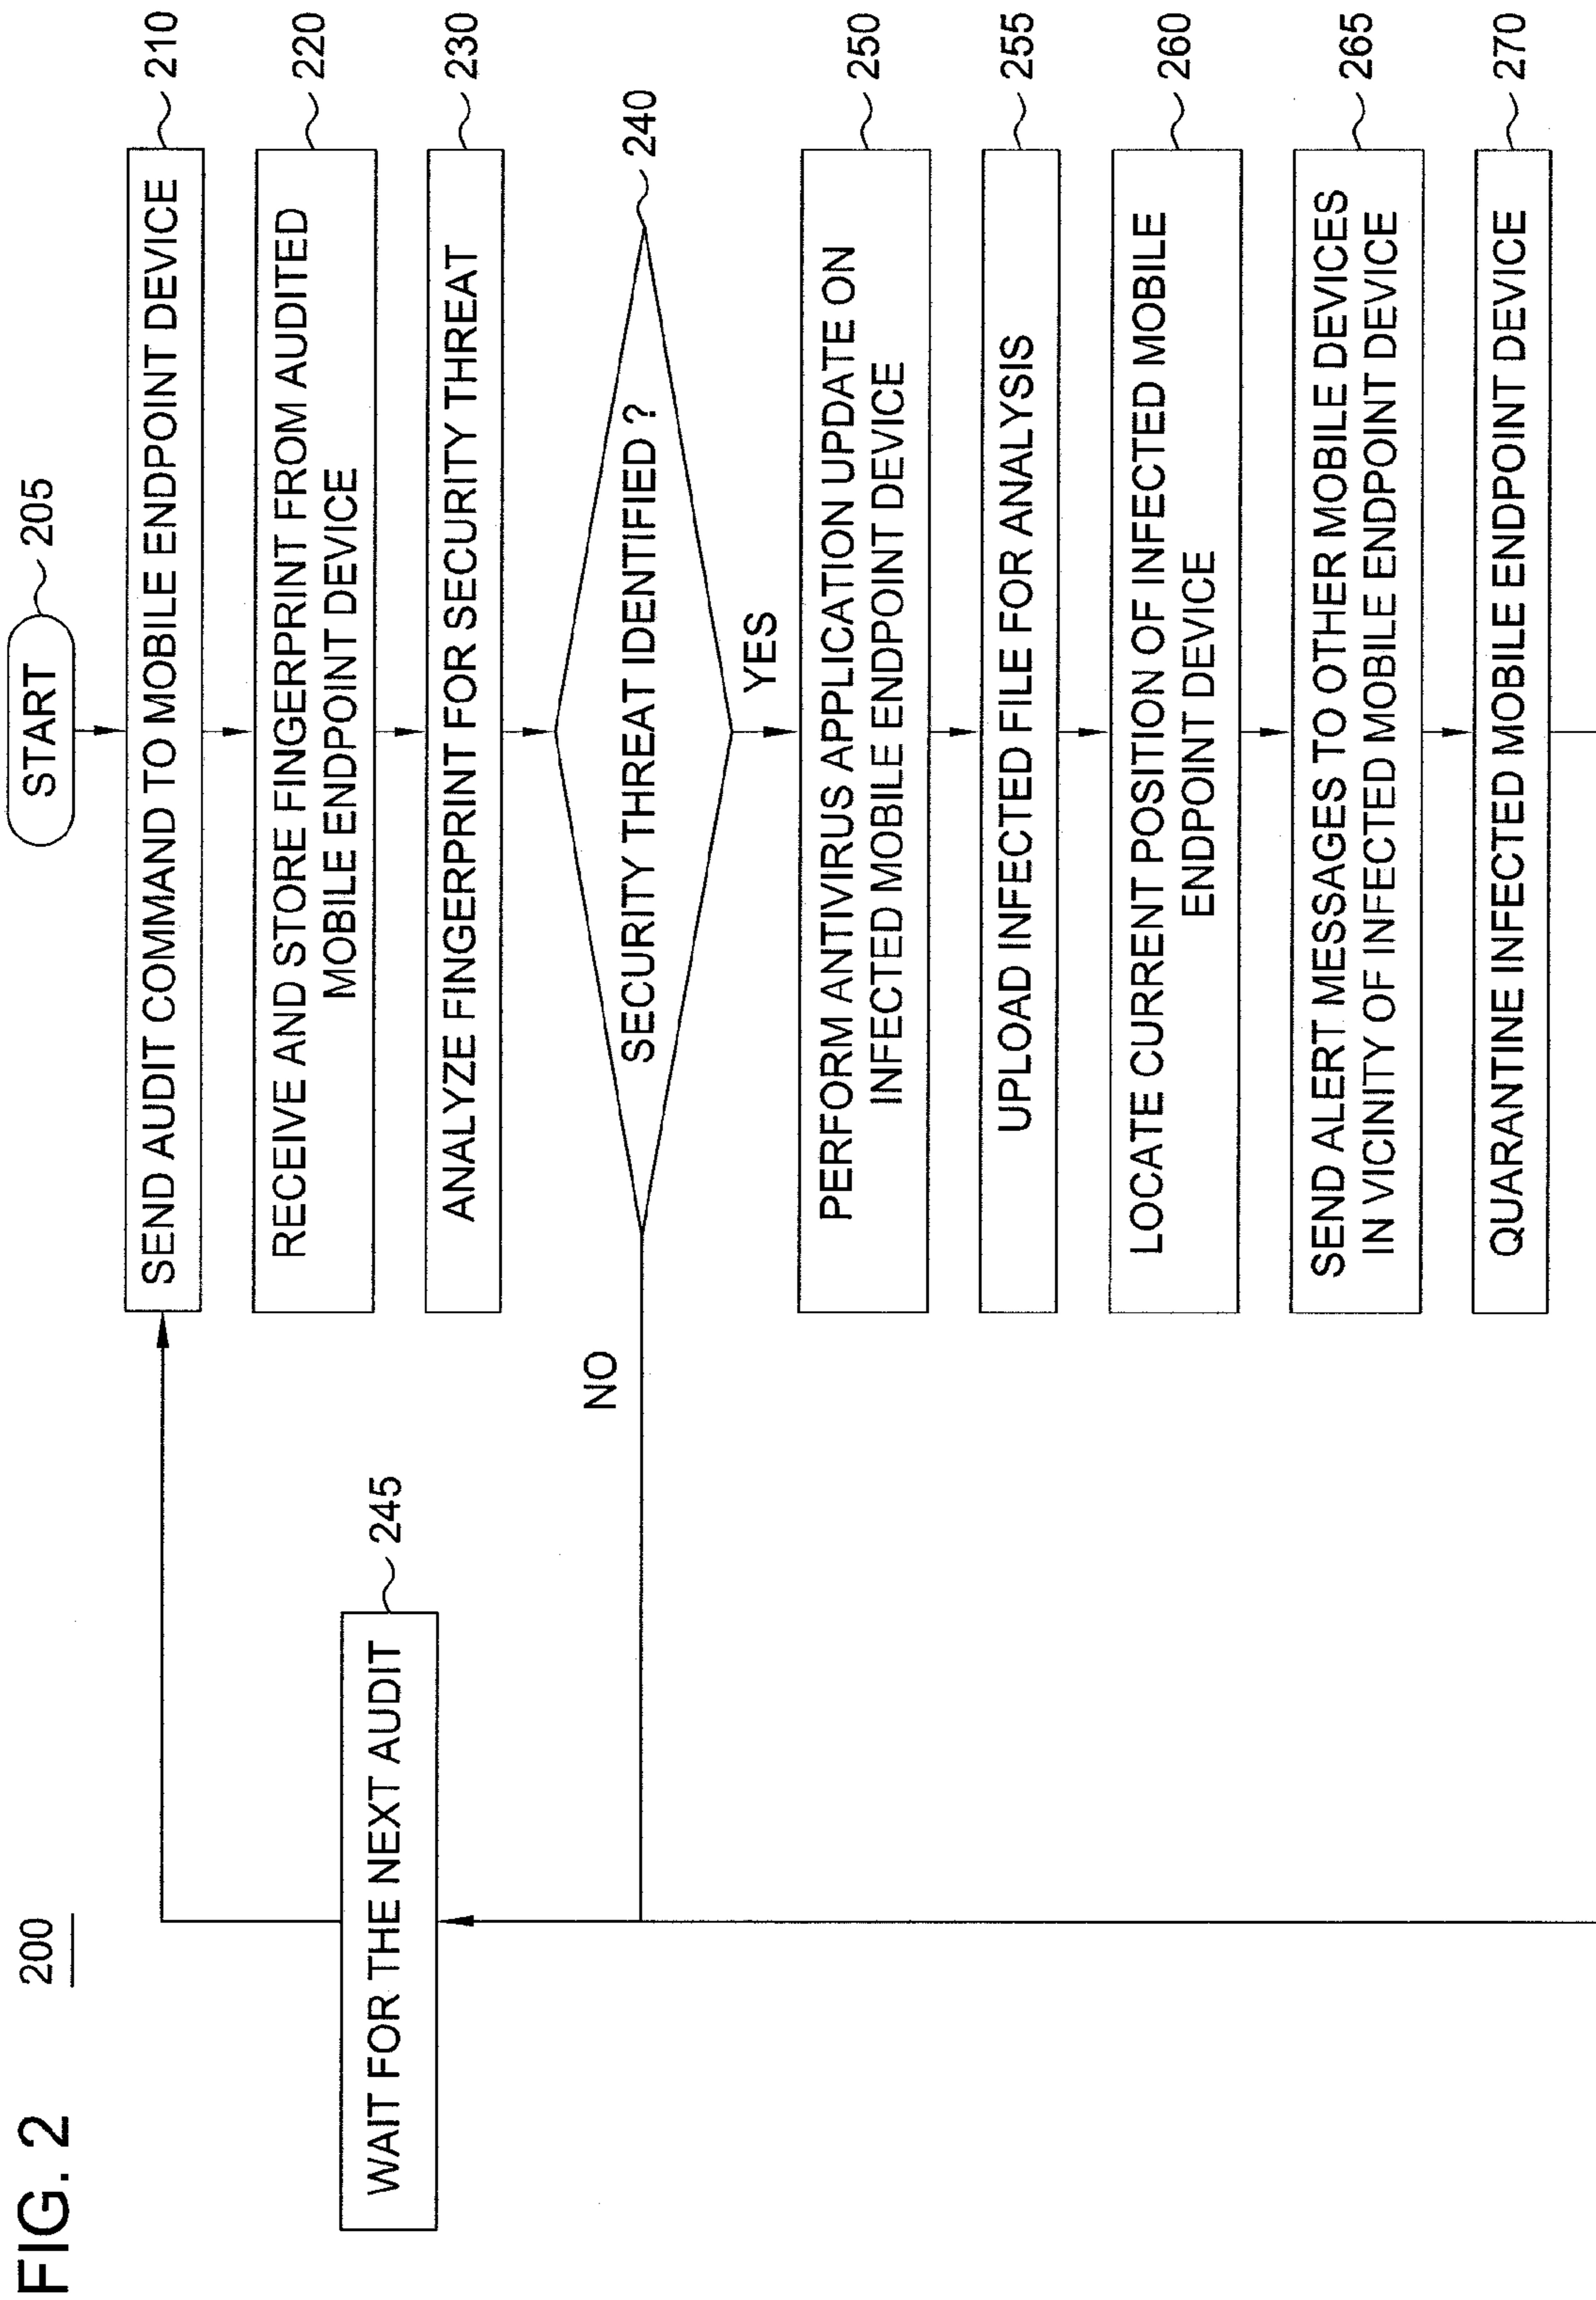 FIG. 2
200
START
205
SEND AUDIT COMMAND TO MOBILE ENDPOINT DEVICE
210
RECEIVE AND STORE FINGERPRINT FROM AUDITED
MOBILE ENDPOINT DEVICE
220
ANALYZE FINGERPRINT FOR SECURITY THREAT
230
SECURITY THREAT IDENTIFIED ?
240
NO
YES
WAIT FOR THE NEXT AUDIT
245
PERFORM ANTIVIRUS APPLICATION UPDATE ON
INFECTED MOBILE ENDPOINT DEVICE
250
UPLOAD INFECTED FILE FOR ANALYSIS
255
LOCATE CURRENT POSITION OF INFECTED MOBILE
ENDPOINT DEVICE
260
SEND ALERT MESSAGES TO OTHER MOBILE DEVICES
IN VICINITY OF INFECTED MOBILE ENDPOINT DEVICE
265
QUARANTINE INFECTED MOBILE ENDPOINT DEVICE
270